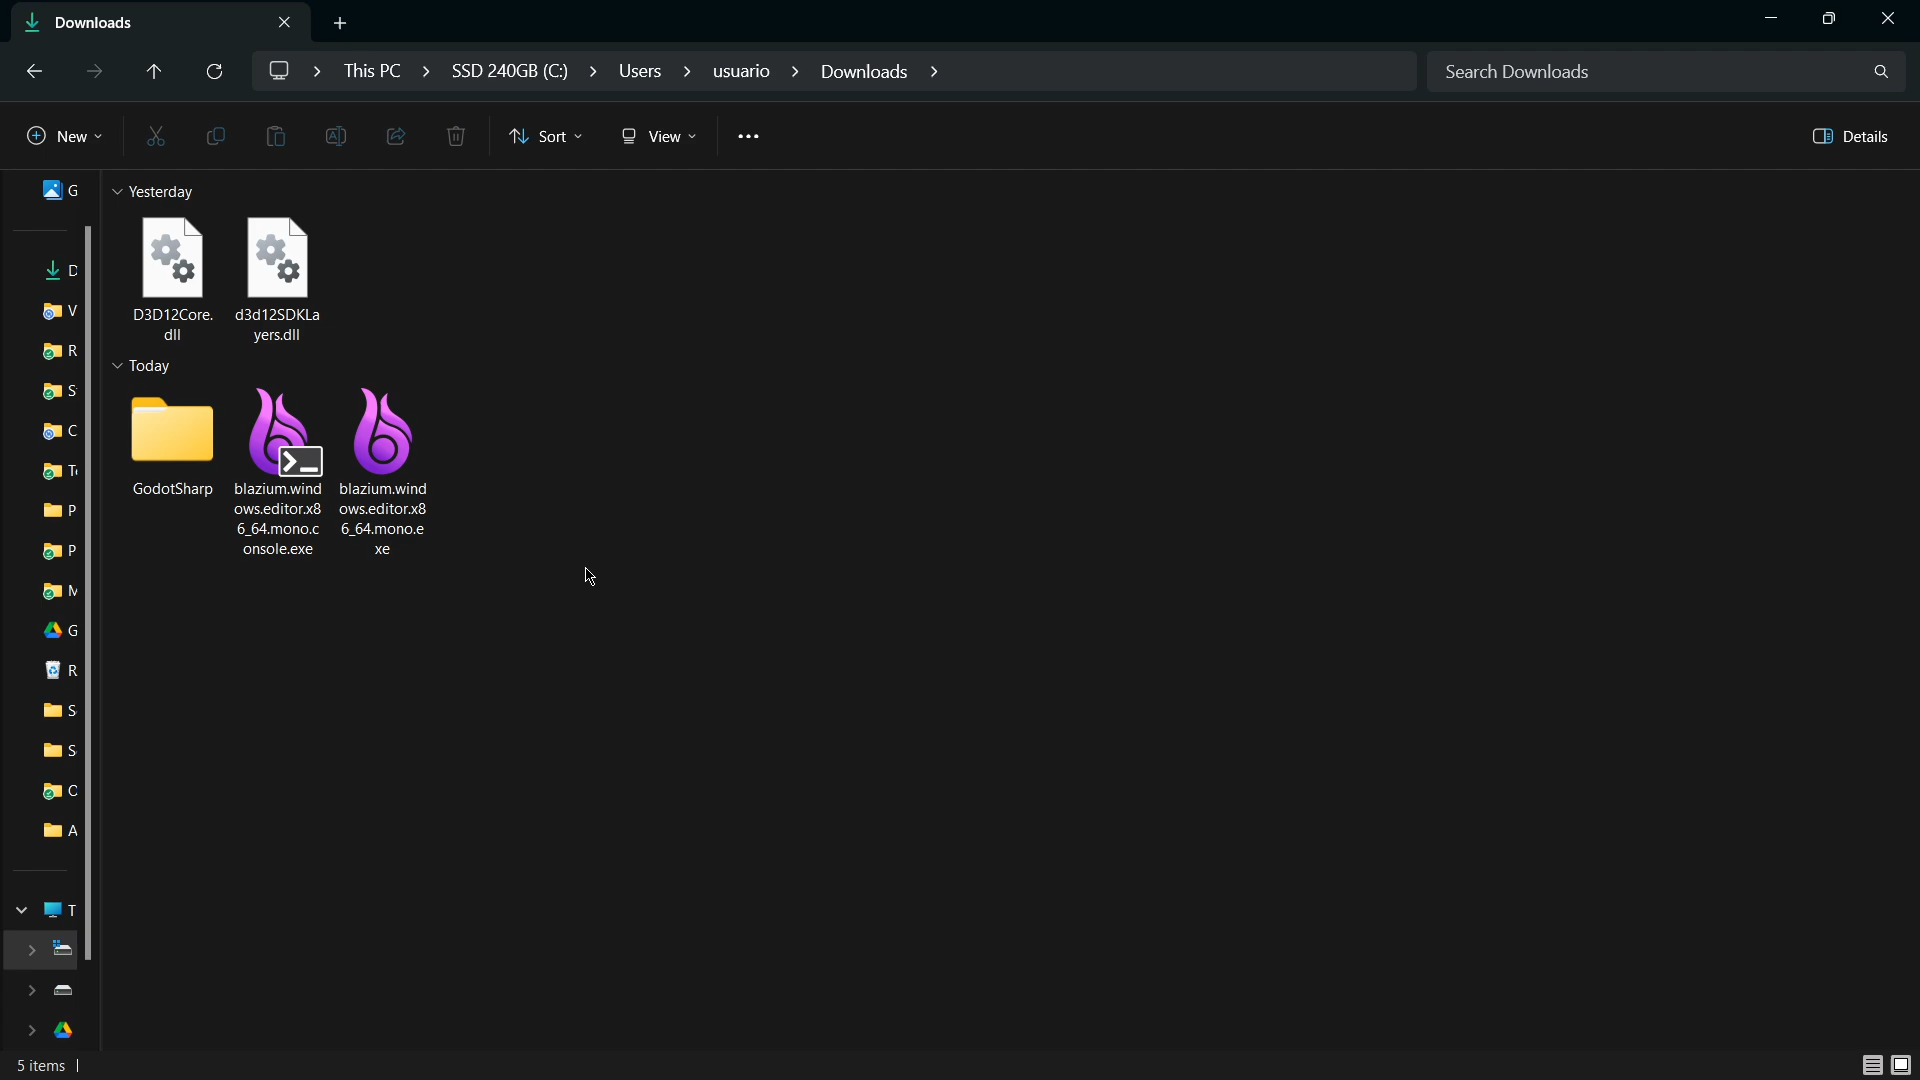 Downloads
This PC > SSD 240GB (C:) > Users > usuario > Downloads >
Search Downloads
New
Sort
View
Details
G
D
V
R
S
C
T
P
P
M
G
R
S
S
O
A
T
Yesterday
D3D12Core.
dll
d3d12SDKLa
yers.dll
Today
GodotSharp
blazium.wind
ows.editor.x8
6_64.mono.c
onsole.exe
blazium.wind
ows.editor.x8
6_64.mono.e
xe
5 items